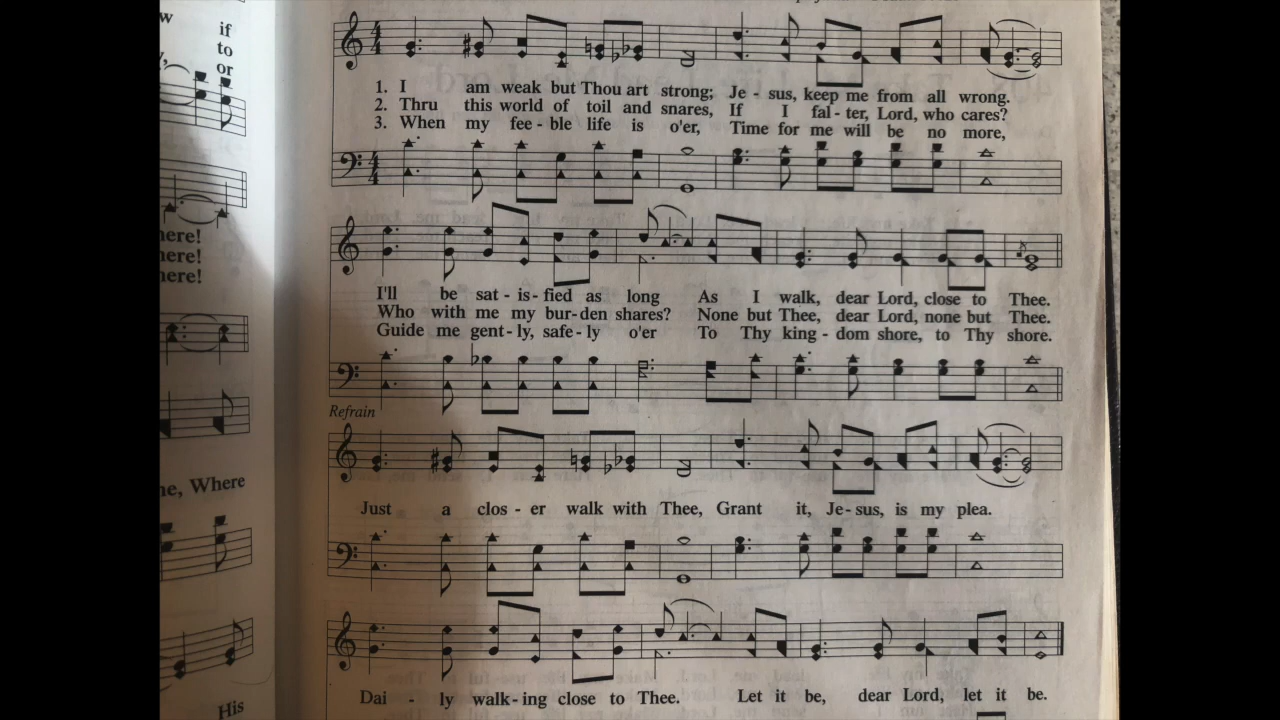 if
to
or
1. I am weak but Thou art strong; Je - sus, keep me from all wrong.
2. Thru this world of toil and snares, If I fal - ter, Lord, who cares?
3. When my fee - ble life is o'er, Time for me will be no more,
here!
here!
here!
I'll be sat - is - fied as long As I walk, dear Lord, close to Thee.
Who with me my bur - den shares? None but Thee, dear Lord, none but Thee.
Guide me gent - ly, safe - ly o'er To Thy king - dom shore, to Thy shore.
Refrain
ne, Where
Just a clos - er walk with Thee, Grant it, Je - sus, is my plea.
His
Dai - ly walk - ing close to Thee. Let it be, dear Lord, let it be.